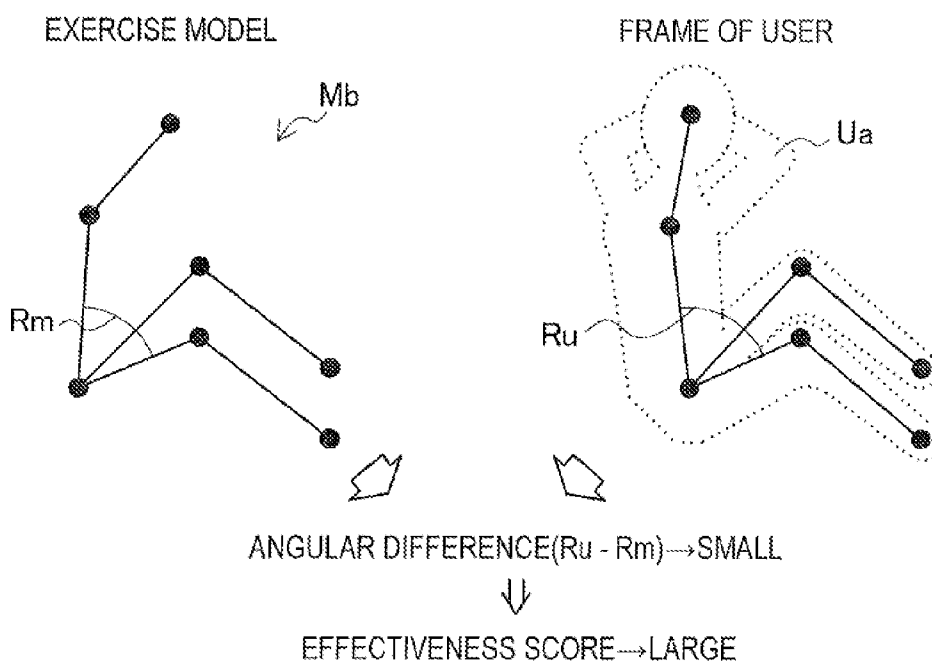 EXERCISE MODEL
FRAME OF USER
Mb
Ua
Rm
Ru
ANGULAR DIFFERENCE(Ru - Rm)→SMALL
EFFECTIVENESS SCORE→LARGE